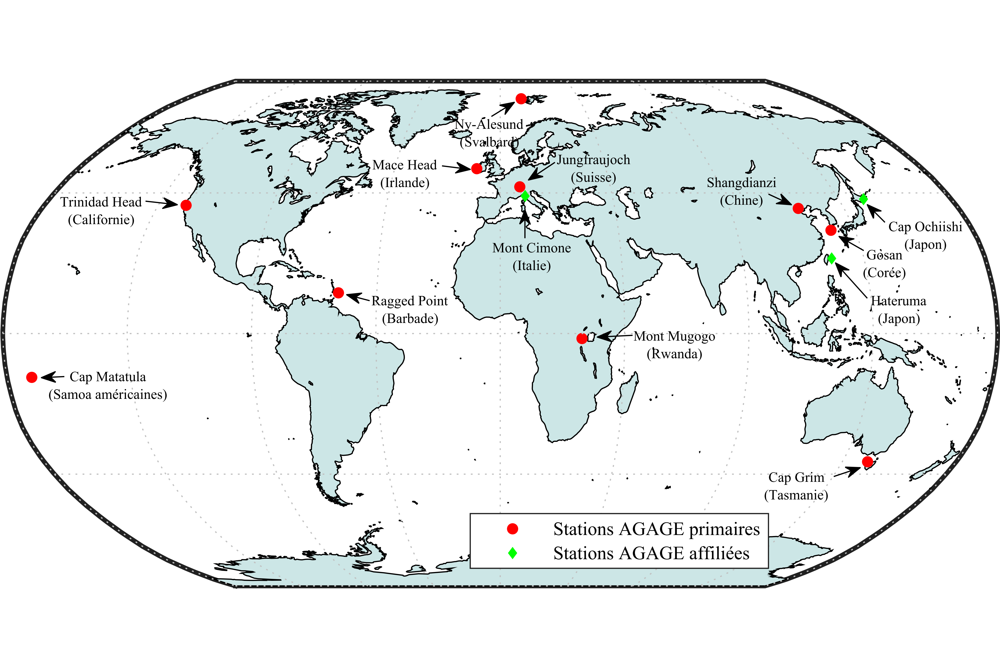 Ny-Alesund
(Svalbard)
Jungfraujoch
(Suisse)
Mace Head
(Irlande)
Shangdianzi
(Chine)
Trinidad Head
(Californie)
Cap Ochiishi
(Japon)
Mont Cimone
(Italie)
Gosan
(Corée)
Ragged Point
(Barbade)
Hateruma
(Japon)
Mont Mugogo
(Rwanda)
Cap Matatula
(Samoa américaines)
Cap Grim
(Tasmanie)
Stations AGAGE primaires
Stations AGAGE affiliées